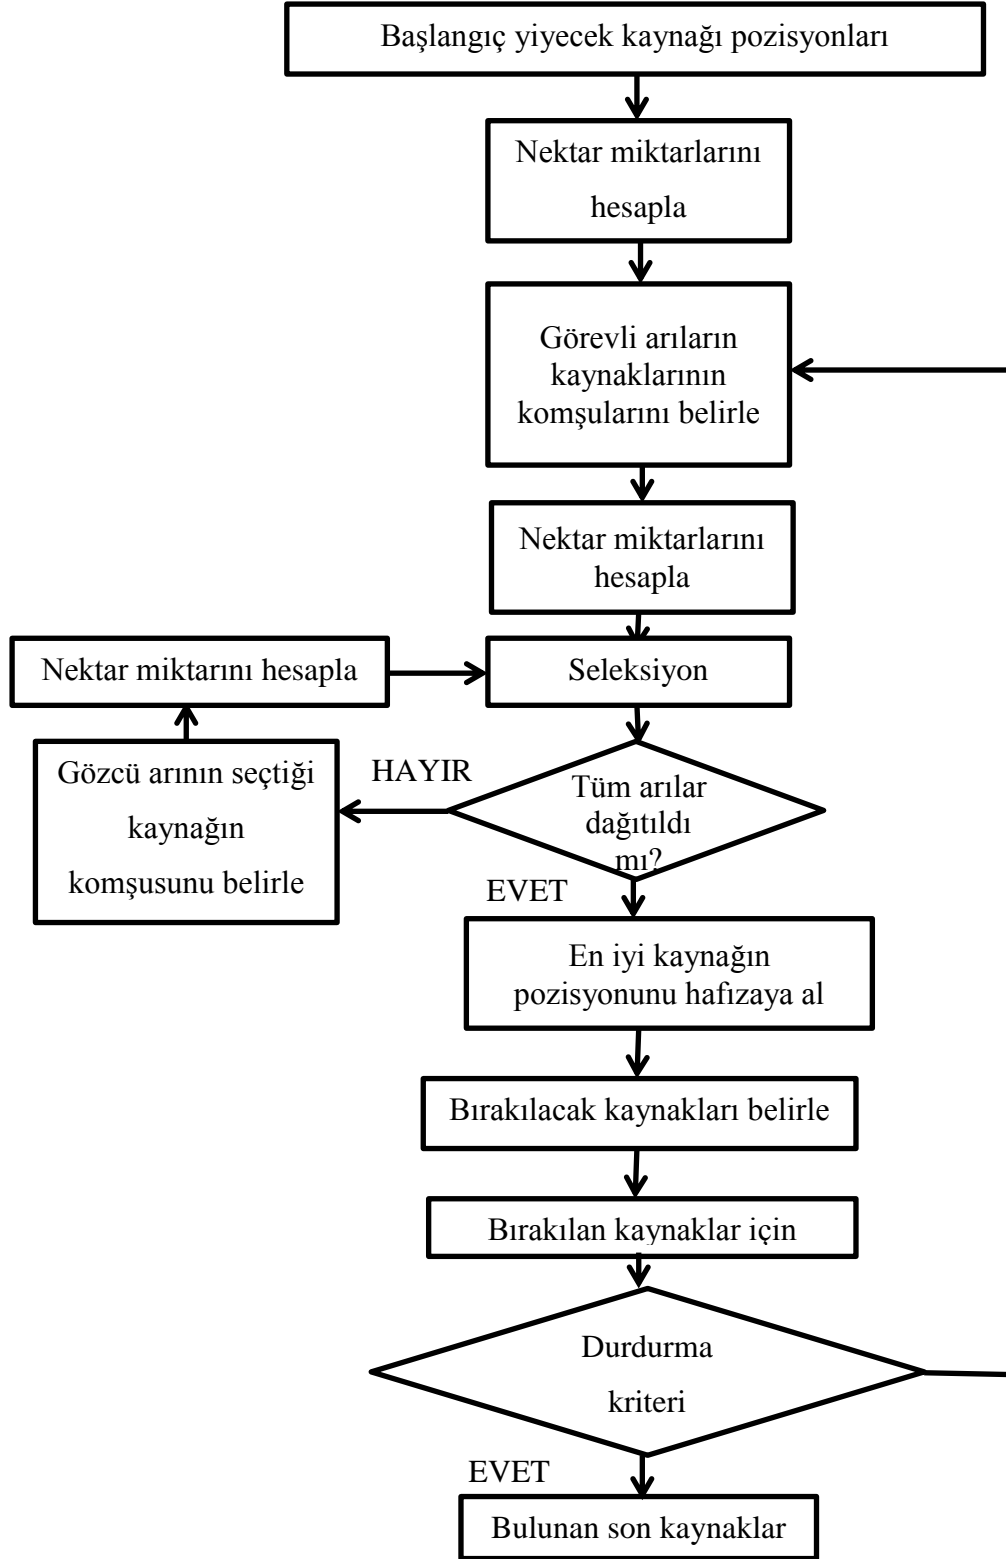 Başlangıç yiyecek kaynağı pozisyonları
Nektar miktarlarını
hesapla
Görevli arıların
kaynaklarının
komşularını belirle
Nektar miktarlarını
hesapla
Nektar miktarını hesapla
Seleksiyon
Gözcü arının seçtiği
kaynağın
komşusunu belirle
HAYIR
Tüm arılar
dağıtıldı
mı?
EVET
En iyi kaynağın
pozisyonunu hafızaya al
Bırakılacak kaynakları belirle
Bırakılan kaynaklar için
Durdurma
kriteri
EVET
Bulunan son kaynaklar